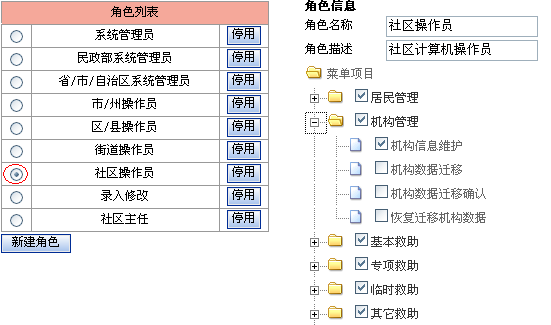 角色列表
系统管理员 停用
民政部系统管理员 停用
省/市/自治区系统管理员 停用
市/州操作员 停用
区/县操作员 停用
街道操作员 停用
社区操作员 停用
录入修改 停用
社区主任 停用
新建角色
角色信息
角色名称 社区操作员
角色描述 社区计算机操作员
菜单项目
居民管理
机构管理
机构信息维护
机构数据迁移
机构数据迁移确认
恢复迁移机构数据
基本救助
专项救助
临时救助
其它救助